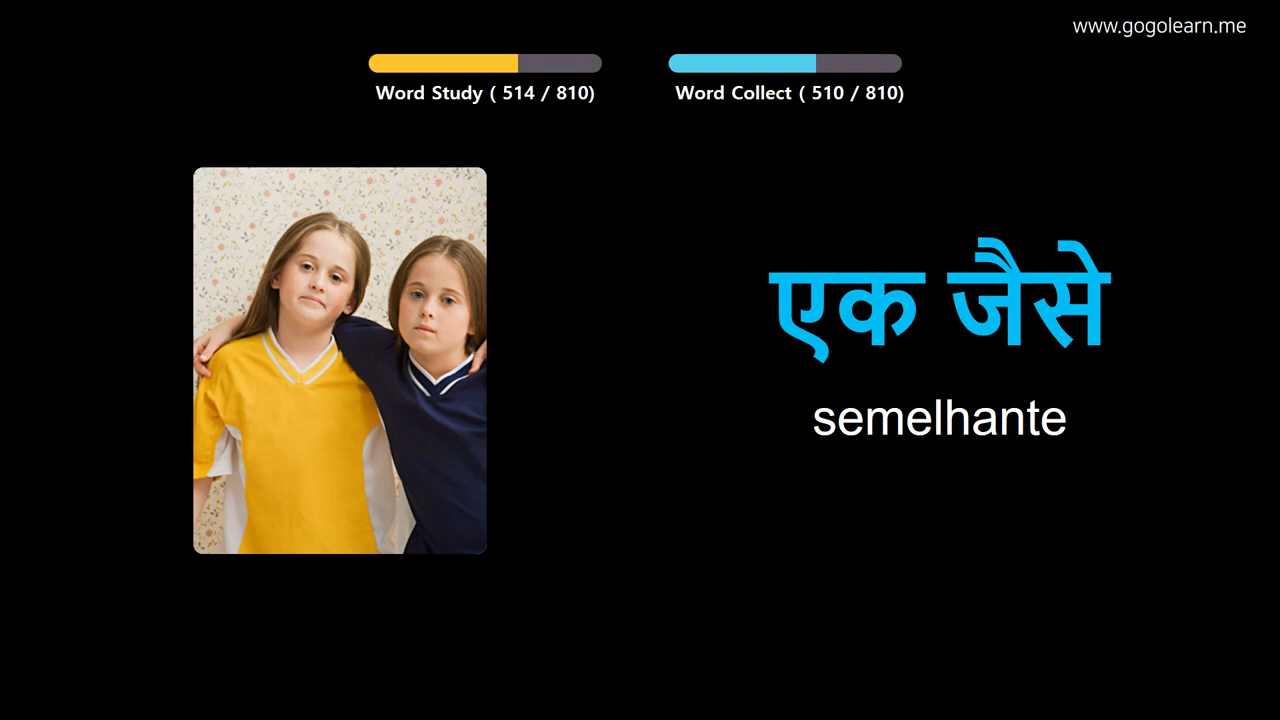 www.gogolearn.me
Word Study ( 514 / 810)
Word Collect ( 510 / 810)
एक जैसे
semelhante